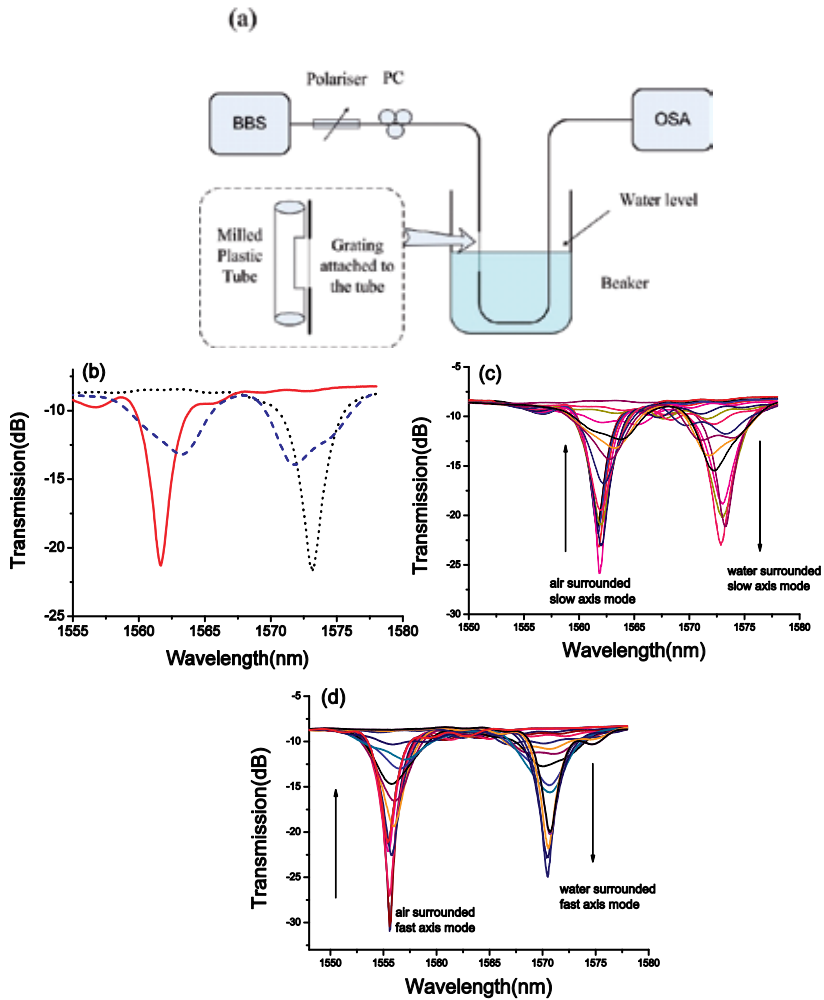 (a)
Polariser PC
BBS
OSA
Water level
Milled
Plastic
Tube
Grating
attached to
the tube
Beaker
(b)
Transmission(dB)
-10
-15
-20
-25
1555
1560
1565
1570
1575
1580
Wavelength(nm)
(c)
Transmission(dB)
-5
-10
-15
-20
-25
-30
air surrounded
slow axis mode
water surrounded
slow axis mode
1550
1555
1560
1565
1570
1575
1580
Wavelength(nm)
(d)
Transmission(dB)
-5
-10
-15
-20
-25
-30
air surrounded
fast axis mode
water surrounded
fast axis mode
1550
1555
1560
1565
1570
1575
1580
Wavelength(nm)